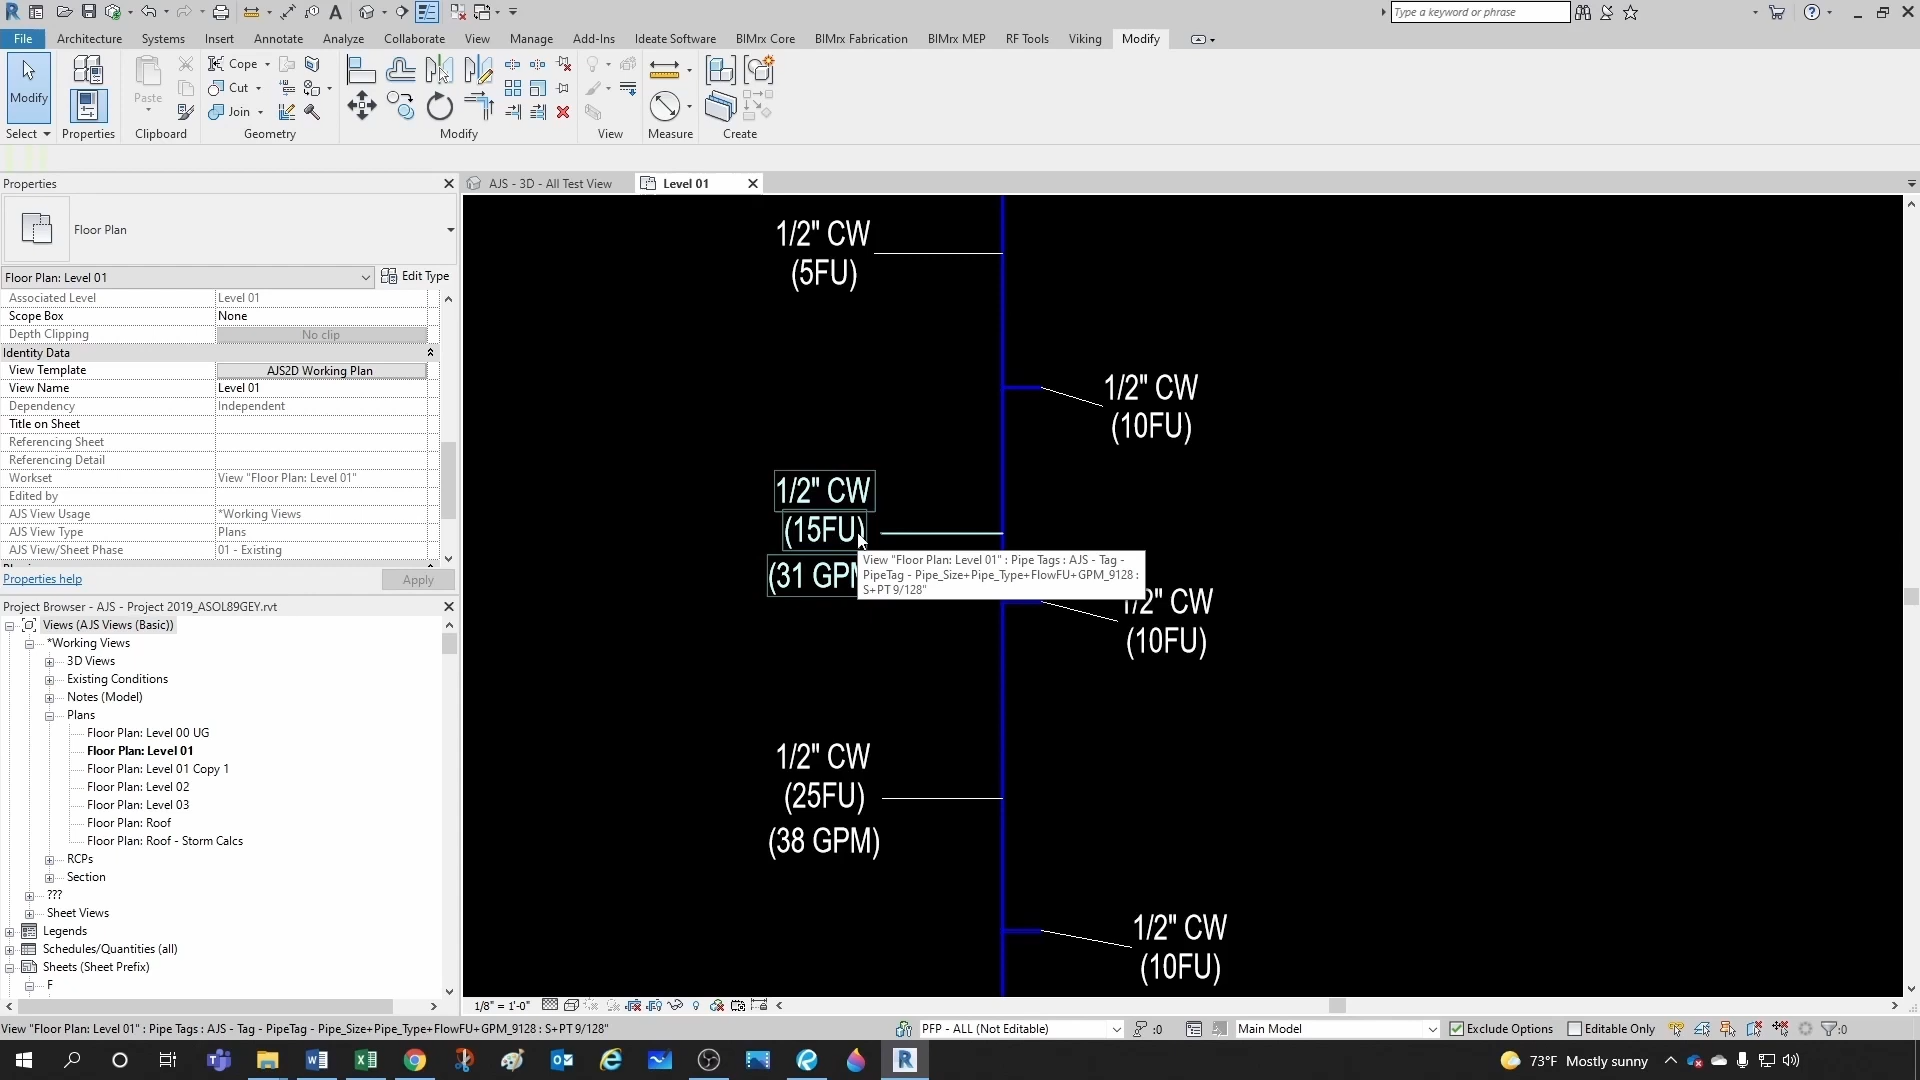 Type a keyword or phrase
File Architecture Systems Insert Annotate Analyze Collaborate View Manage Add-Ins Ideate Software BIMrx Core BIMrx Fabrication BIMrx MEP RF Tools Viking Modify
Modify
Paste
Cope
Cut
Join
Select Properties Clipboard Geometry Modify View Measure Create
Properties
AJS - 3D - All Test View
Level 01
Floor Plan
Floor Plan: Level 01
Edit Type
Associated Level Level 01
Scope Box None
Depth Clipping No clip
Identity Data
View Template AJS2D Working Plan
View Name Level 01
Dependency Independent
Title on Sheet
Referencing Sheet
Referencing Detail
Workset View "Floor Plan: Level 01"
Edited by
AJS View Usage *Working Views
AJS View Type Plans
AJS View/Sheet Phase 01 - Existing
Properties help
Apply
Project Browser - AJS - Project 2019_ASOL89GEY.rvt
Views (AJS Views (Basic))
*Working Views
3D Views
Existing Conditions
Notes (Model)
Plans
Floor Plan: Level 00 UG
Floor Plan: Level 01
Floor Plan: Level 01 Copy 1
Floor Plan: Level 02
Floor Plan: Level 03
Floor Plan: Roof
Floor Plan: Roof - Storm Calcs
RCPs
Section
???
Sheet Views
Legends
Schedules/Quantities (all)
Sheets (Sheet Prefix)
F
1/2" CW
(5FU)
1/2" CW
(10FU)
1/2" CW
(15FU)
(31 GPM
View "Floor Plan: Level 01" : Pipe Tags : AJS - Tag -
PipeTag - Pipe_Size+Pipe_Type+FlowFU+GPM_9128 :
S+PT 9/128"
1/2" CW
(10FU)
1/2" CW
(25FU)
(38 GPM)
1/2" CW
(10FU)
1/8" = 1'-0"
View "Floor Plan: Level 01" : Pipe Tags : AJS - Tag - PipeTag - Pipe_Size+Pipe_Type+FlowFU+GPM_9128 : S+PT 9/128"
PFP - ALL (Not Editable)
:0
Main Model
Exclude Options
Editable Only
:0
73°F Mostly sunny